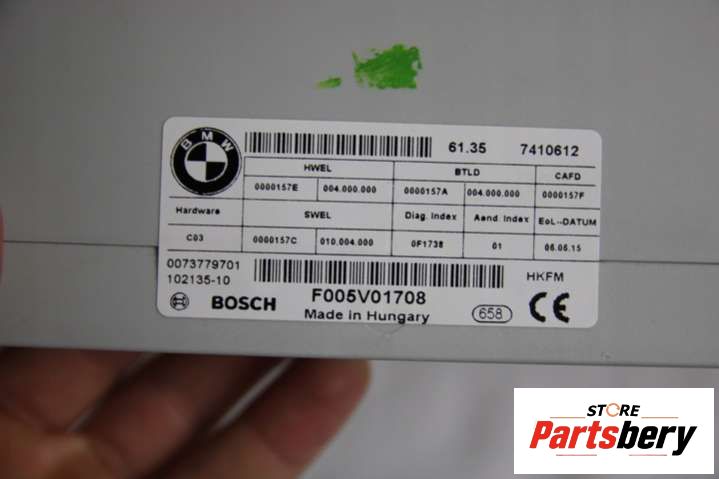 BMW
61.35 7410612
HWEL BTLD CAFD
0000157E 004.000.000 0000157A 004.000.000 0000157F
Hardware SWEL Diag. Index Aend. Index EoL--DATUM
C03 0000157C 010.004.000 0F1738 01 06.05.15
0073779701 HKFM
102135-10
BOSCH F005V01708
Made in Hungary 658 CE
STORE
Partsbery